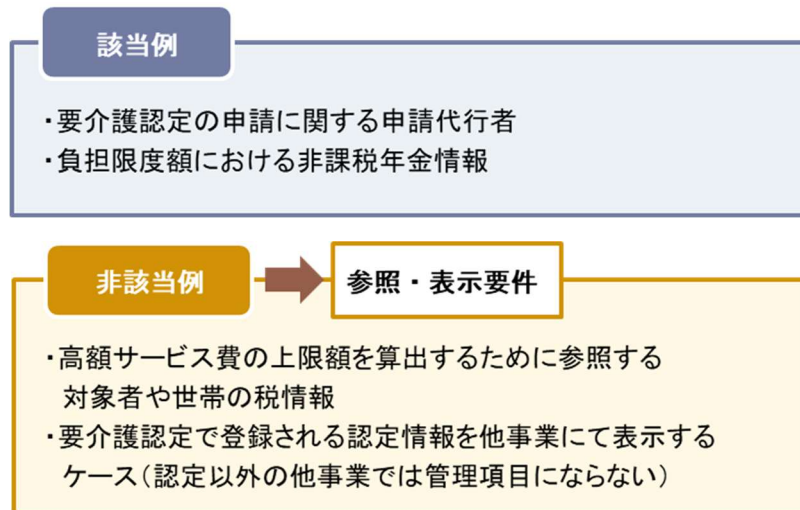 該当例
・要介護認定の申請に関する申請代行者
・負担限度額における非課税年金情報
非該当例
参照・表示要件
・高額サービス費の上限額を算出するために参照する
対象者や世帯の税情報
・要介護認定で登録される認定情報を他事業にて表示する
ケース（認定以外の他事業では管理項目にならない）